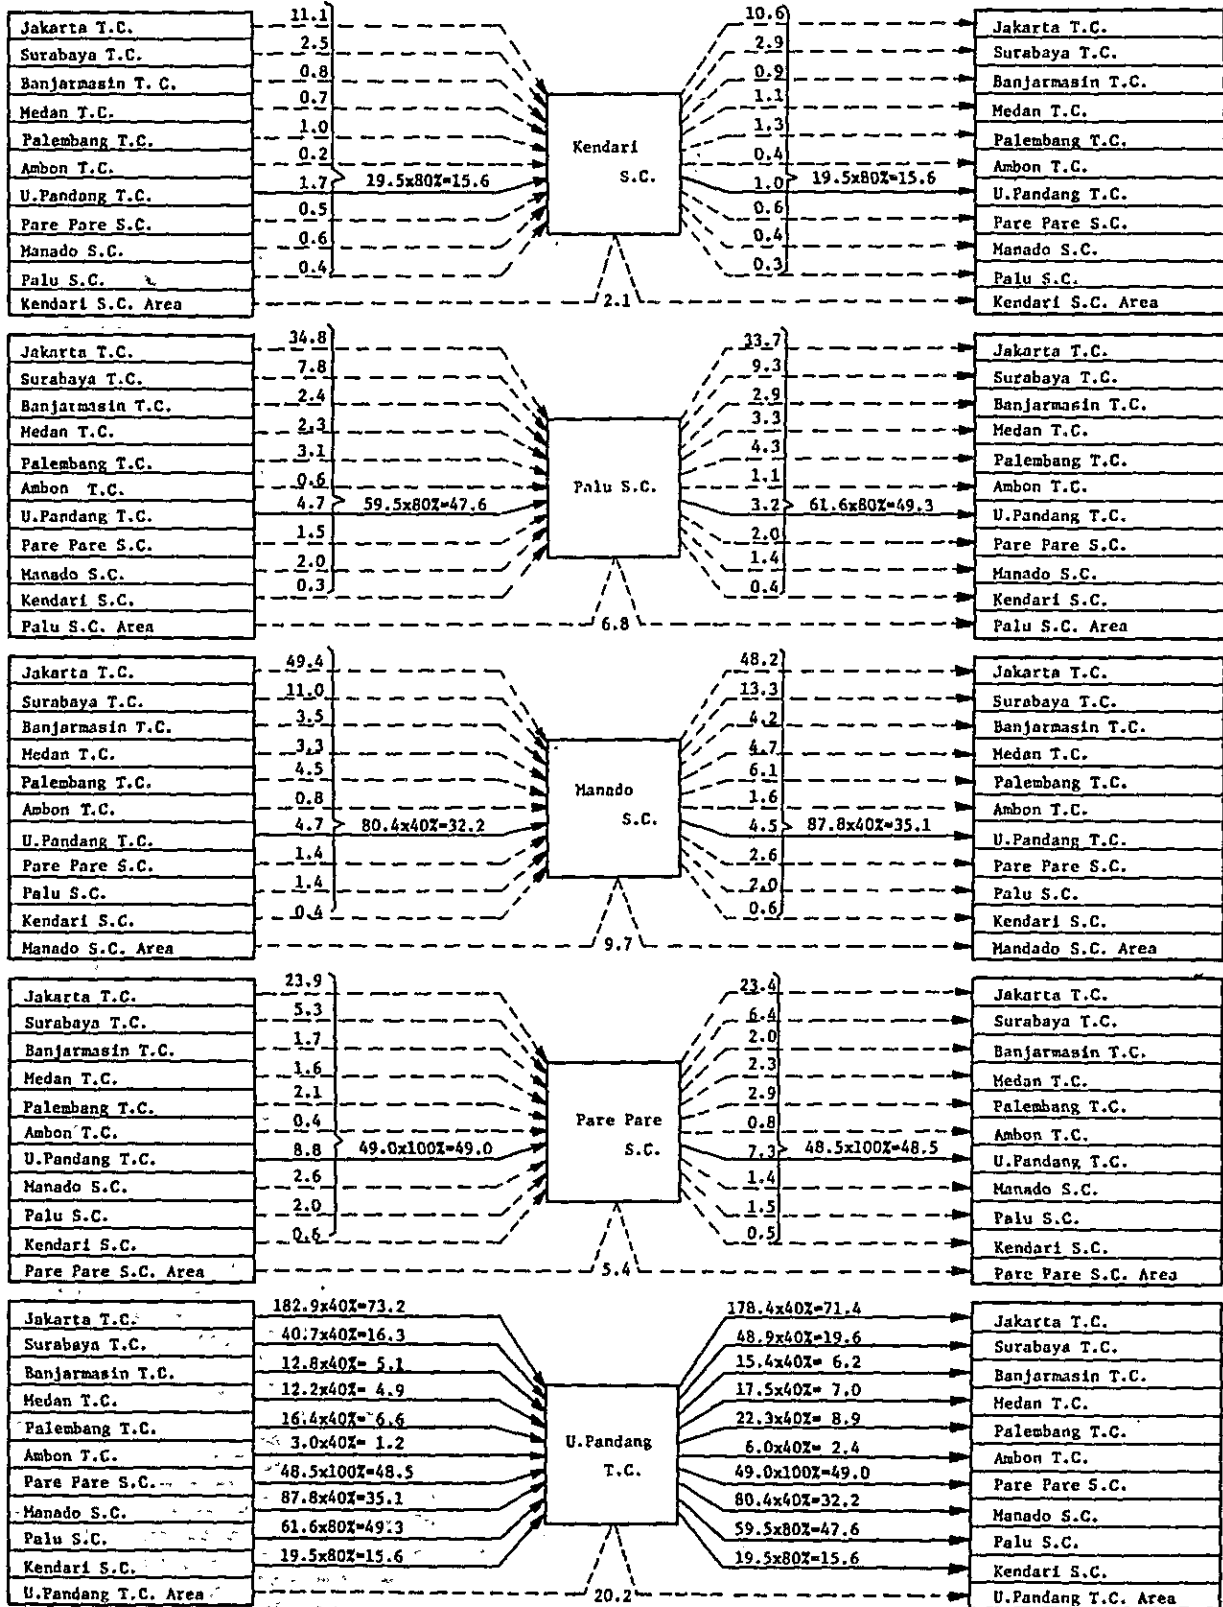 Jakarta T.C. 11.1 10.6 Jakarta T.C.
Surabaya T.C. 2.5 2.9 Surabaya T.C.
Banjarmasin T. C. 0.8 0.9 Banjarmasin T.C.
Medan T.C. 0.7 1.1 Medan T.C.
Palembang T.C. 1.0 Kendari 1.3 Palembang T.C.
Ambon T.C. 0.2 S.C. 0.4 Ambon T.C.
U.Pandang T.C. 1.7 19.5x80%=15.6 1.0 19.5x80%=15.6 U.Pandang T.C.
Pare Pare S.C. 0.5 0.6 Pare Pare S.C.
Manado S.C. 0.6 0.4 Manado S.C.
Palu S.C. 0.4 0.3 Palu S.C.
Kendari S.C. Area 2.1 Kendari S.C. Area
Jakarta T.C. 34.8 33.7 Jakarta T.C.
Surabaya T.C. 7.8 9.3 Surabaya T.C.
Banjarmasin T.C. 2.4 2.9 Banjarmasin T.C.
Medan T.C. 2.3 3.3 Medan T.C.
Palembang T.C. 3.1 4.3 Palembang T.C.
Ambon T.C. 0.6 Palu S.C. 1.1 Ambon T.C.
U.Pandang T.C. 4.7 59.5x80%=47.6 3.2 61.6x80%=49.3 U.Pandang T.C.
Pare Pare S.C. 1.5 2.0 Pare Pare S.C.
Manado S.C. 2.0 1.4 Manado S.C.
Kendari S.C. 0.3 0.4 Kendari S.C.
Palu S.C. Area 6.8 Palu S.C. Area
Jakarta T.C. 49.4 48.2 Jakarta T.C.
Surabaya T.C. 11.0 13.3 Surabaya T.C.
Banjarmasin T.C. 3.5 4.2 Banjarmasin T.C.
Medan T.C. 3.3 4.7 Medan T.C.
Palembang T.C. 4.5 Manado 6.1 Palembang T.C.
Ambon T.C. 0.8 S.C. 1.6 Ambon T.C.
U.Pandang T.C. 4.7 80.4x40%=32.2 4.5 87.8x40%=35.1 U.Pandang T.C.
Pare Pare S.C. 1.4 2.6 Pare Pare S.C.
Palu S.C. 1.4 2.0 Palu S.C.
Kendari S.C. 0.4 0.6 Kendari S.C.
Manado S.C. Area 9.7 Mandado S.C. Area
Jakarta T.C. 23.9 23.4 Jakarta T.C.
Surabaya T.C. 5.3 6.4 Surabaya T.C.
Banjarmasin T.C. 1.7 2.0 Banjarmasin T.C.
Medan T.C. 1.6 2.3 Medan T.C.
Palembang T.C. 2.1 Pare Pare 2.9 Palembang T.C.
Ambon T.C. 0.4 S.C. 0.8 Ambon T.C.
U.Pandang T.C. 8.8 49.0x100%=49.0 7.3 48.5x100%=48.5 U.Pandang T.C.
Manado S.C. 2.6 1.4 Manado S.C.
Palu S.C. 2.0 1.5 Palu S.C.
Kendari S.C. 0.6 0.5 Kendari S.C.
Pare Pare S.C. Area 5.4 Pare Pare S.C. Area
Jakarta T.C. 182.9x40%=73.2 178.4x40%=71.4 Jakarta T.C.
Surabaya T.C. 40.7x40%=16.3 48.9x40%=19.6 Surabaya T.C.
Banjarmasin T.C. 12.8x40%= 5.1 15.4x40%= 6.2 Banjarmasin T.C.
Medan T.C. 12.2x40%= 4.9 17.5x40%= 7.0 Medan T.C.
Palembang T.C. 16.4x40%= 6.6 U.Pandang 22.3x40%= 8.9 Palembang T.C.
Ambon T.C. 3.0x40%= 1.2 T.C. 6.0x40%= 2.4 Ambon T.C.
Pare Pare S.C. 48.5x100%=48.5 49.0x100%=49.0 Pare Pare S.C.
Manado S.C. 87.8x40%=35.1 80.4x40%=32.2 Manado S.C.
Palu S.C. 61.6x80%=49.3 59.5x80%=47.6 Palu S.C.
Kendari S.C. 19.5x80%=15.6 19.5x80%=15.6 Kendari S.C.
U.Pandang T.C. Area 20.2 U.Pandang T.C. Area